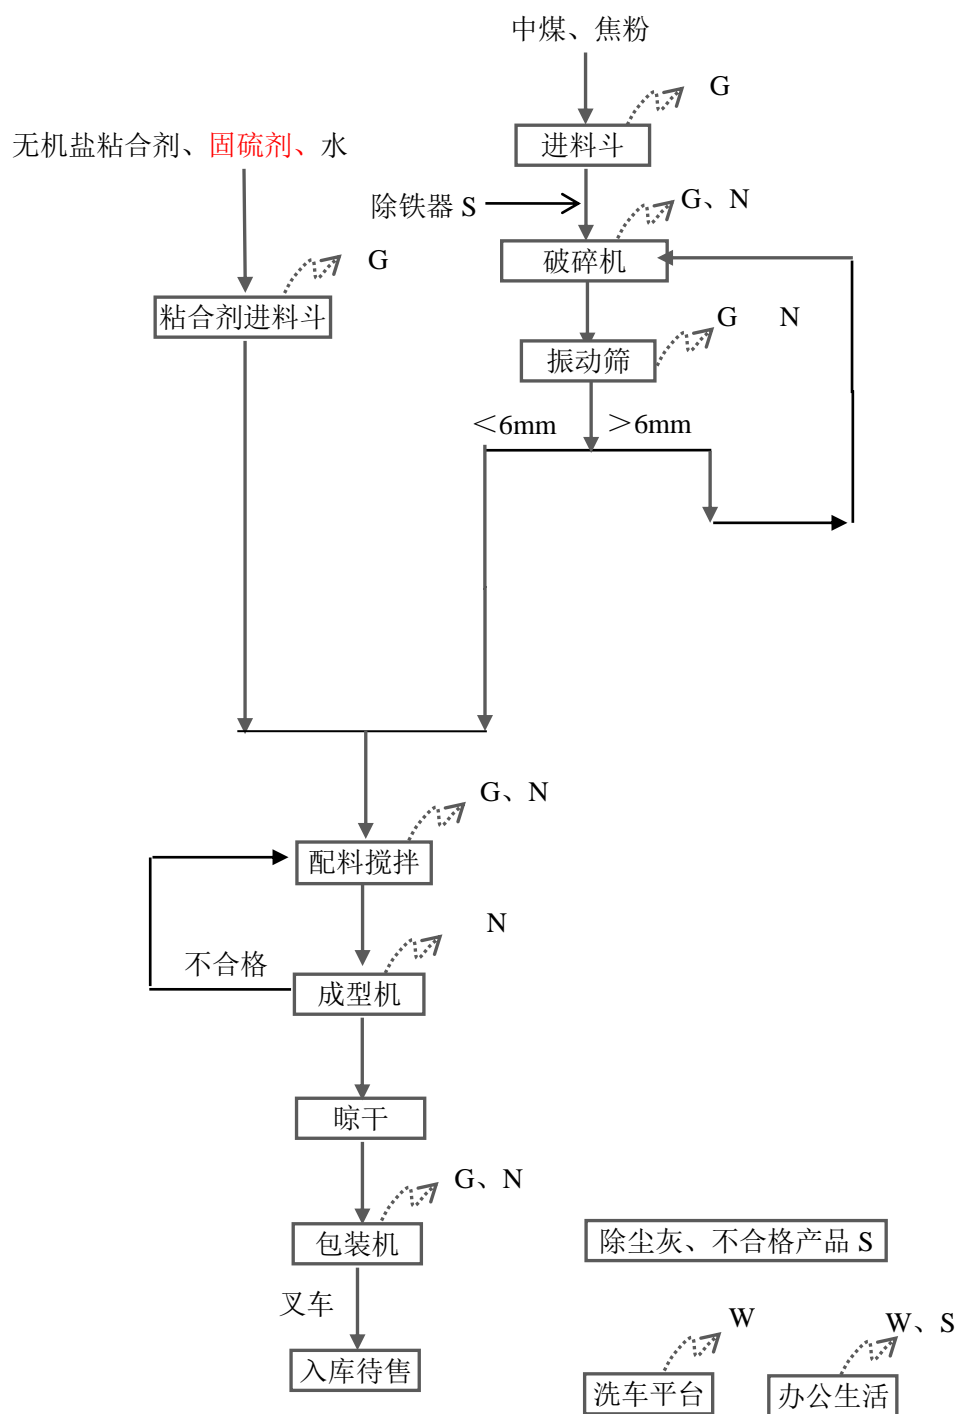 中煤、焦粉
G
无机盐粘合剂、固硫剂、水
进料斗
除铁器 S
G、N
G
破碎机
粘合剂进料斗
G N
振动筛
＜6mm
＞6mm
G、N
配料搅拌
N
不合格
成型机
晾干
G、N
包装机
除尘灰、不合格产品 S
叉车
W
W、S
入库待售
洗车平台
办公生活